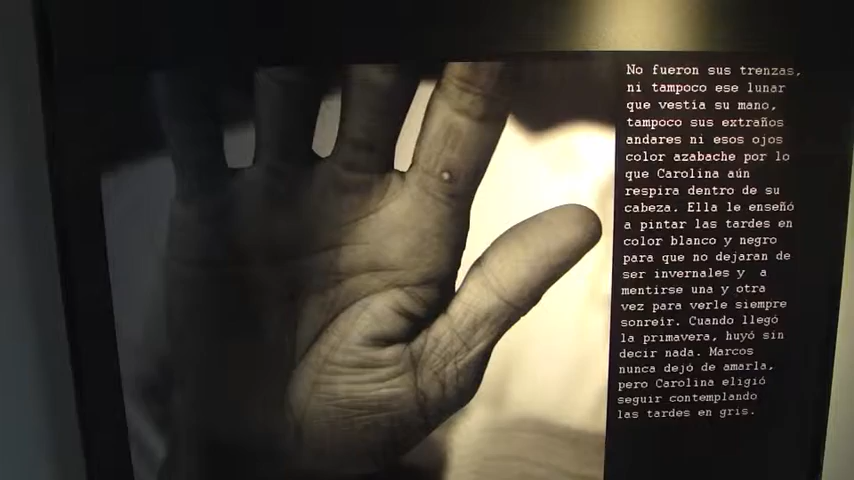 No fueron sus trenzas,
ni tampoco ese lunar
que vestía su mano,
tampoco sus extraños
andares ni esos ojos
color azabache por lo
que Carolina aún
respira dentro de su
cabeza. Ella le enseñó
a pintar las tardes en
color blanco y negro
para que no dejaran de
ser invernales y a
mentirse una y otra
vez para verle siempre
sonreír. Cuando llegó
la primavera, huyó sin
decir nada. Marcos
nunca dejó de amarla,
pero Carolina eligió
seguir contemplando
las tardes en gris.